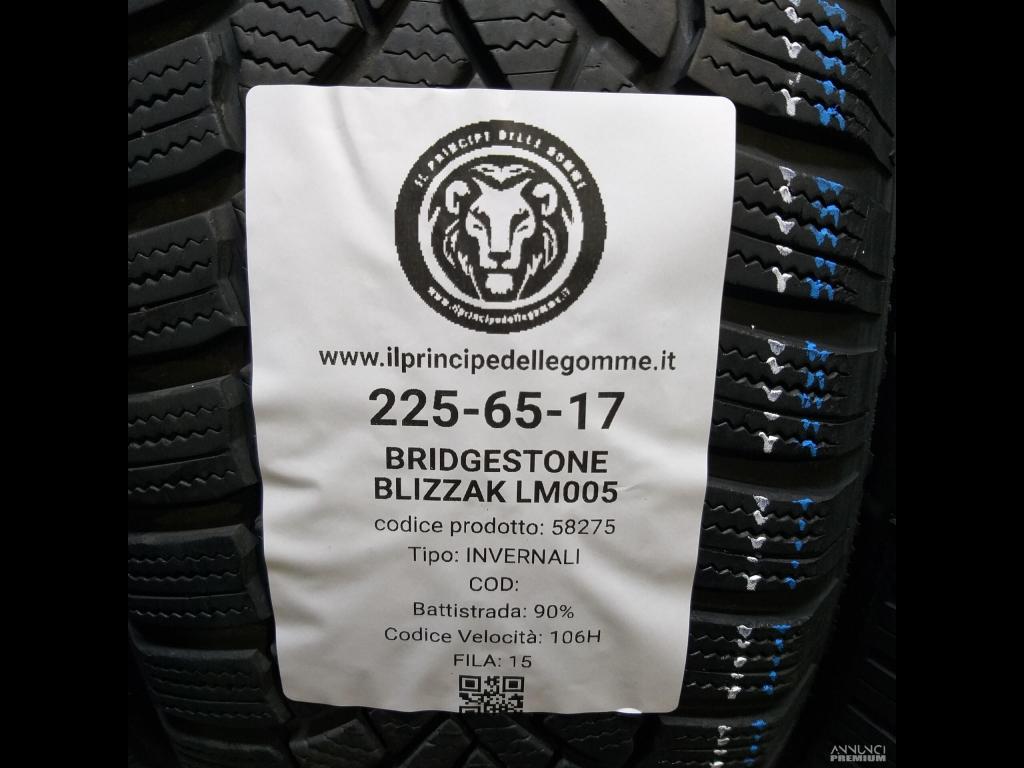 IL PRINCIPE DELLE GOMME
www.ilprincipedellegomme.it
www.ilprincipedellegomme.it
225-65-17
BRIDGESTONE
BLIZZAK LM005
codice prodotto: 58275
Tipo: INVERNALI
COD:
Battistrada: 90%
Codice Velocità: 106H
FILA: 15
ANNUNCI
PREMIUM